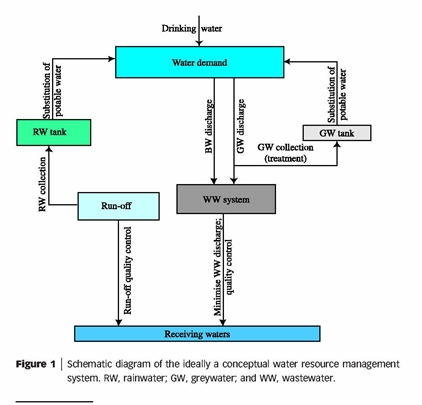 Drinking water
Water demand
Substitution of
potable water
Substitution of
potable water
RW tank
GW tank
BW discharge
GW discharge
GW collection
(treatment)
RW collection
Run-off
WW system
Run-off quality control
Minimise WW discharge;
quality control
Receiving waters
Figure 1 | Schematic diagram of the ideally a conceptual water resource management
system. RW, rainwater; GW, greywater; and WW, wastewater.